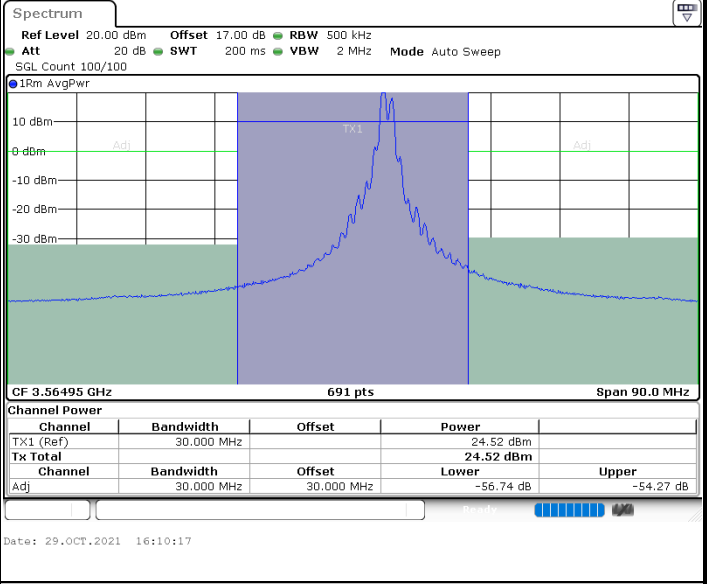 Spectrum
Ref Level 20.00 dBm Offset 17.00 dB RBW 500 kHz
Att 20 dB SWT 200 ms VBW 2 MHz Mode Auto Sweep
SGL Count 100/100
1Rm AvgPwr
10 dBm
TX1
Adj Adj
0 dBm
-10 dBm
-20 dBm
-30 dBm
CF 3.56495 GHz 691 pts Span 90.0 MHz
Channel Power
Channel Bandwidth Offset Power
TX1 (Ref) 30.000 MHz 24.52 dBm
Tx Total 24.52 dBm
Channel Bandwidth Offset Lower Upper
Adj 30.000 MHz 30.000 MHz -56.74 dB -54.27 dB
Ready
Date: 29.OCT.2021 16:10:17